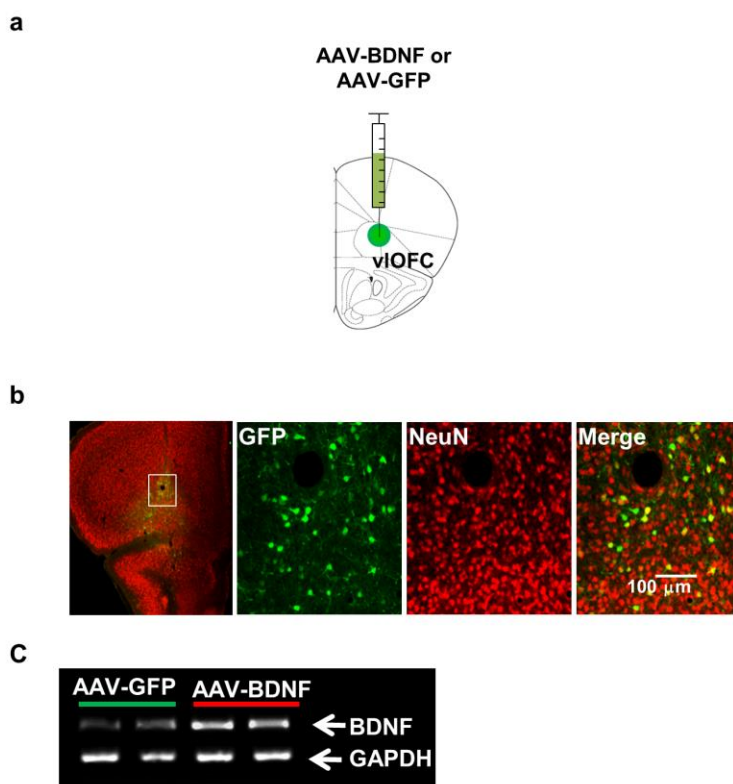 a
AAV-BDNF or
AAV-GFP
vlOFC
b
GFP
NeuN
Merge
100 μm
C
AAV-GFP
AAV-BDNF
BDNF
GAPDH